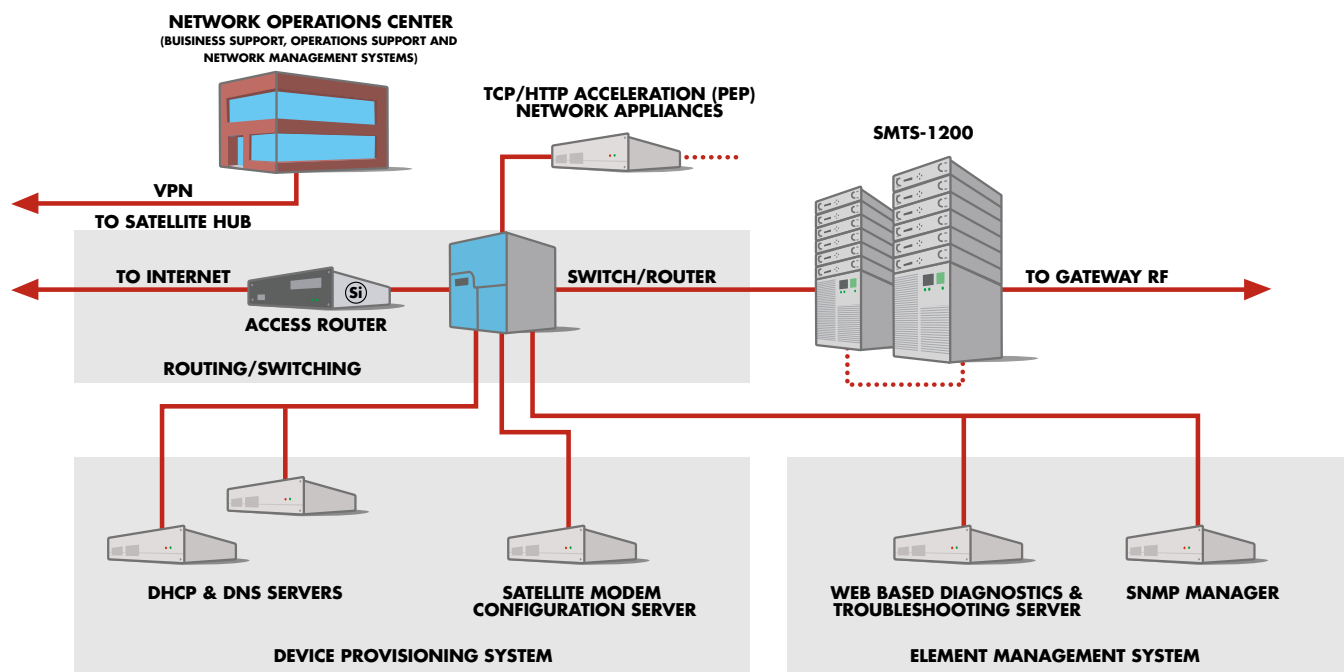 NETWORK OPERATIONS CENTER
(BUISINESS SUPPORT, OPERATIONS SUPPORT AND
NETWORK MANAGEMENT SYSTEMS)
TCP/HTTP ACCELERATION (PEP)
NETWORK APPLIANCES
SMTS-1200
VPN
TO SATELLITE HUB
TO INTERNET
Si
ACCESS ROUTER
SWITCH/ROUTER
TO GATEWAY RF
ROUTING/SWITCHING
DHCP & DNS SERVERS
SATELLITE MODEM
CONFIGURATION SERVER
WEB BASED DIAGNOSTICS &
TROUBLESHOOTING SERVER
SNMP MANAGER
DEVICE PROVISIONING SYSTEM
ELEMENT MANAGEMENT SYSTEM